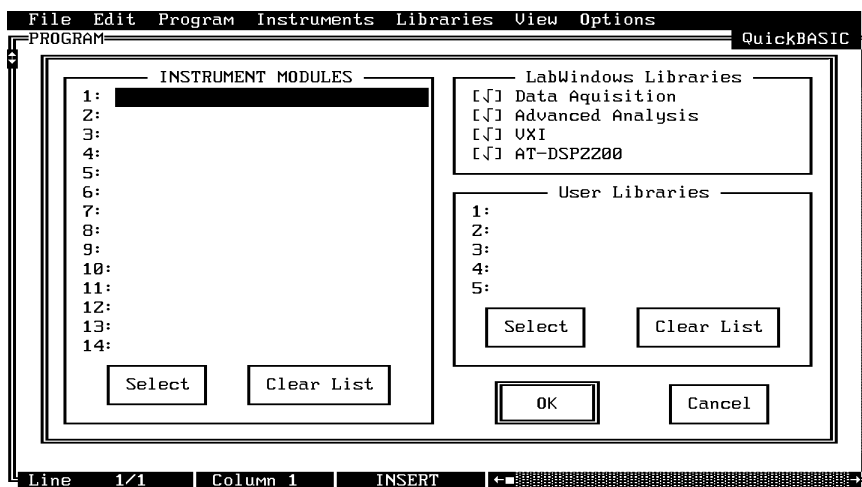 File Edit Program Instruments Libraries View Options
PROGRAM QuickBASIC
INSTRUMENT MODULES
1:
2:
3:
4:
5:
6:
7:
8:
9:
10:
11:
12:
13:
14:
Select Clear List
LabWindows Libraries
[√] Data Aquisition
[√] Advanced Analysis
[√] VXI
[√] AT-DSP2200
User Libraries
1:
2:
3:
4:
5:
Select Clear List
OK Cancel
Line 1/1 Column 1 INSERT